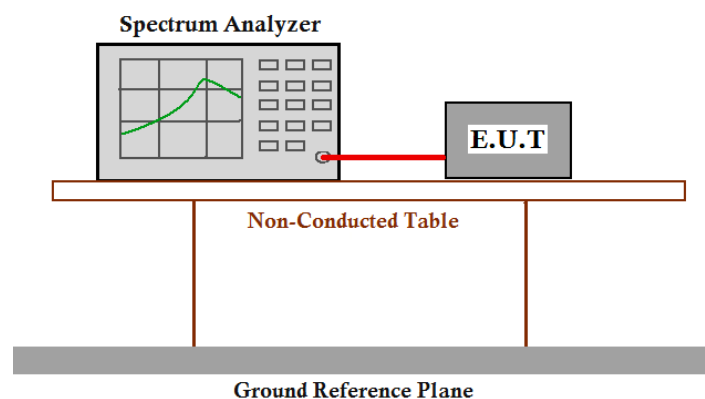 Spectrum Analyzer
E.U.T
Non-Conducted Table
Ground Reference Plane